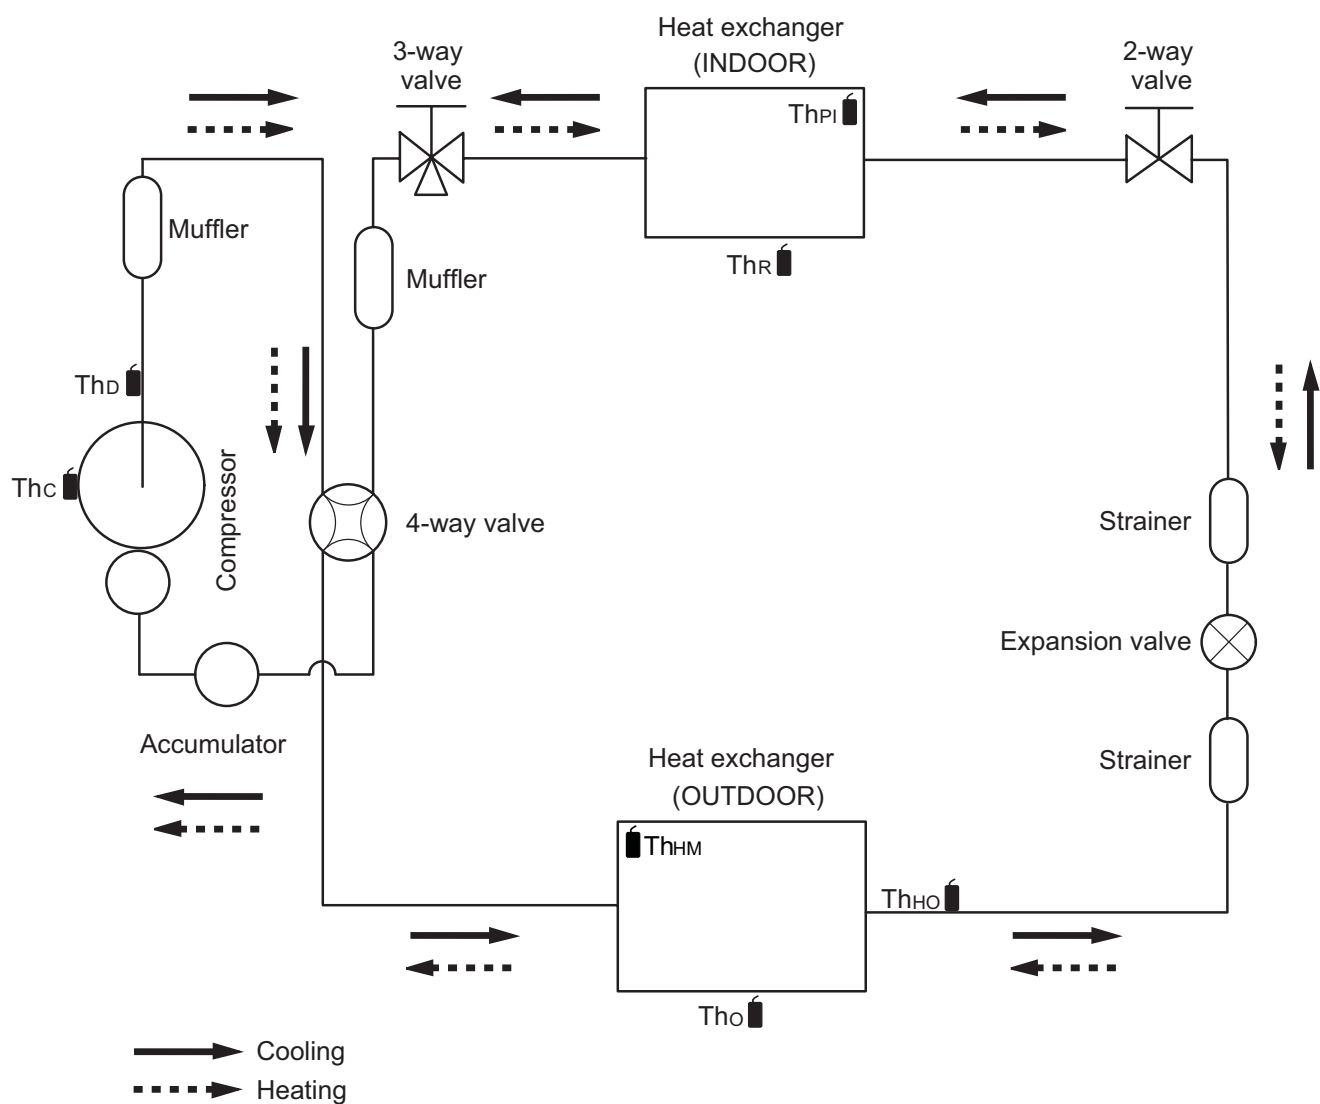 Heat exchanger
(INDOOR)
3-way
valve
2-way
valve
ThPI
Muffler
ThR
Muffler
ThD
ThC
Compressor
4-way valve
Strainer
Expansion valve
Accumulator
Heat exchanger
(OUTDOOR)
Strainer
ThHM
ThHO
ThO
Cooling
Heating